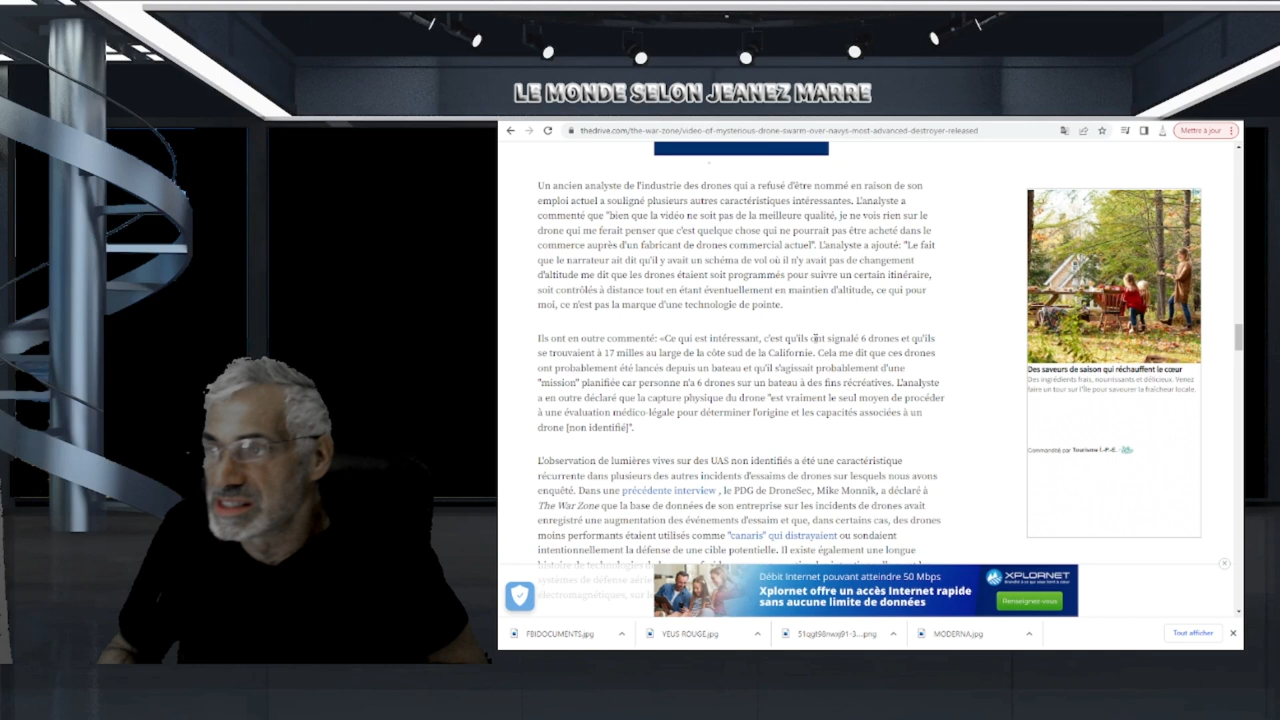 LE MONDE SELON JEANEZ MARRE
thedrive.com/the-war-zone/video-of-mysterious-drone-swarm-over-navys-most-advanced-destroyer-released
Mettre à jour
Un ancien analyste de l'industrie des drones qui a refusé d'être nommé en raison de son
emploi actuel a souligné plusieurs autres caractéristiques intéressantes. L'analyste a
commenté que "bien que la vidéo ne soit pas de la meilleure qualité, je ne vois rien sur le
drone qui me ferait penser que c'est quelque chose qui ne pourrait pas être acheté dans le
commerce auprès d'un fabricant de drones commercial actuel". L'analyste a ajouté: "Le fait
que le narrateur ait dit qu'il y avait un schéma de vol où il n'y avait pas de changement
d'altitude me dit que les drones étaient soit programmés pour suivre un certain itinéraire,
soit contrôlés à distance tout en étant éventuellement en maintien d'altitude, ce qui pour
moi, ce n'est pas la marque d'une technologie de pointe.
Ils ont en outre commenté: «Ce qui est intéressant, c'est qu'ils ont signalé 6 drones et qu'ils
se trouvaient à 17 milles au large de la côte sud de la Californie. Cela me dit que ces drones
ont probablement été lancés depuis un bateau et qu'il s'agissait probablement d'une
"mission" planifiée car personne n'a 6 drones sur un bateau à des fins récréatives. L'analyste
a en outre déclaré que la capture physique du drone "est vraiment le seul moyen de procéder
à une évaluation médico-légale pour déterminer l'origine et les capacités associées à un
drone [non identifié]".
L'observation de lumières vives sur des UAS non identifiés a été une caractéristique
récurrente dans plusieurs des autres incidents d'essaims de drones sur lesquels nous avons
enquêté. Dans une précédente interview , le PDG de DroneSec, Mike Monnik, a déclaré à
The War Zone que la base de données de son entreprise sur les incidents de drones avait
enregistré une augmentation des événements d'essaim et que, dans certains cas, des drones
moins performants étaient utilisés comme "canaris" qui distrayaient ou sondaient
intentionnellement la défense d'une cible potentielle. Il existe également une longue
histoire de technologies
systèmes de défense
électromagnétiques, sur
Des saveurs de saison qui réchauffent le cœur
Des ingrédients frais, nourrissants et délicieux. Venez
faire un tour sur l'Île pour savourer la fraîcheur locale.
Commandité par Tourisme Î.-P.-É.
Débit Internet pouvant atteindre 50 Mbps
Xplornet offre un accès Internet rapide
sans aucune limite de données
XPLORNET
Renseignez-vous
FBIDOCUMENTS.jpg
YEUS ROUGE.jpg
51qgt98nwxj91-3....png
MODERNA.jpg
Tout afficher